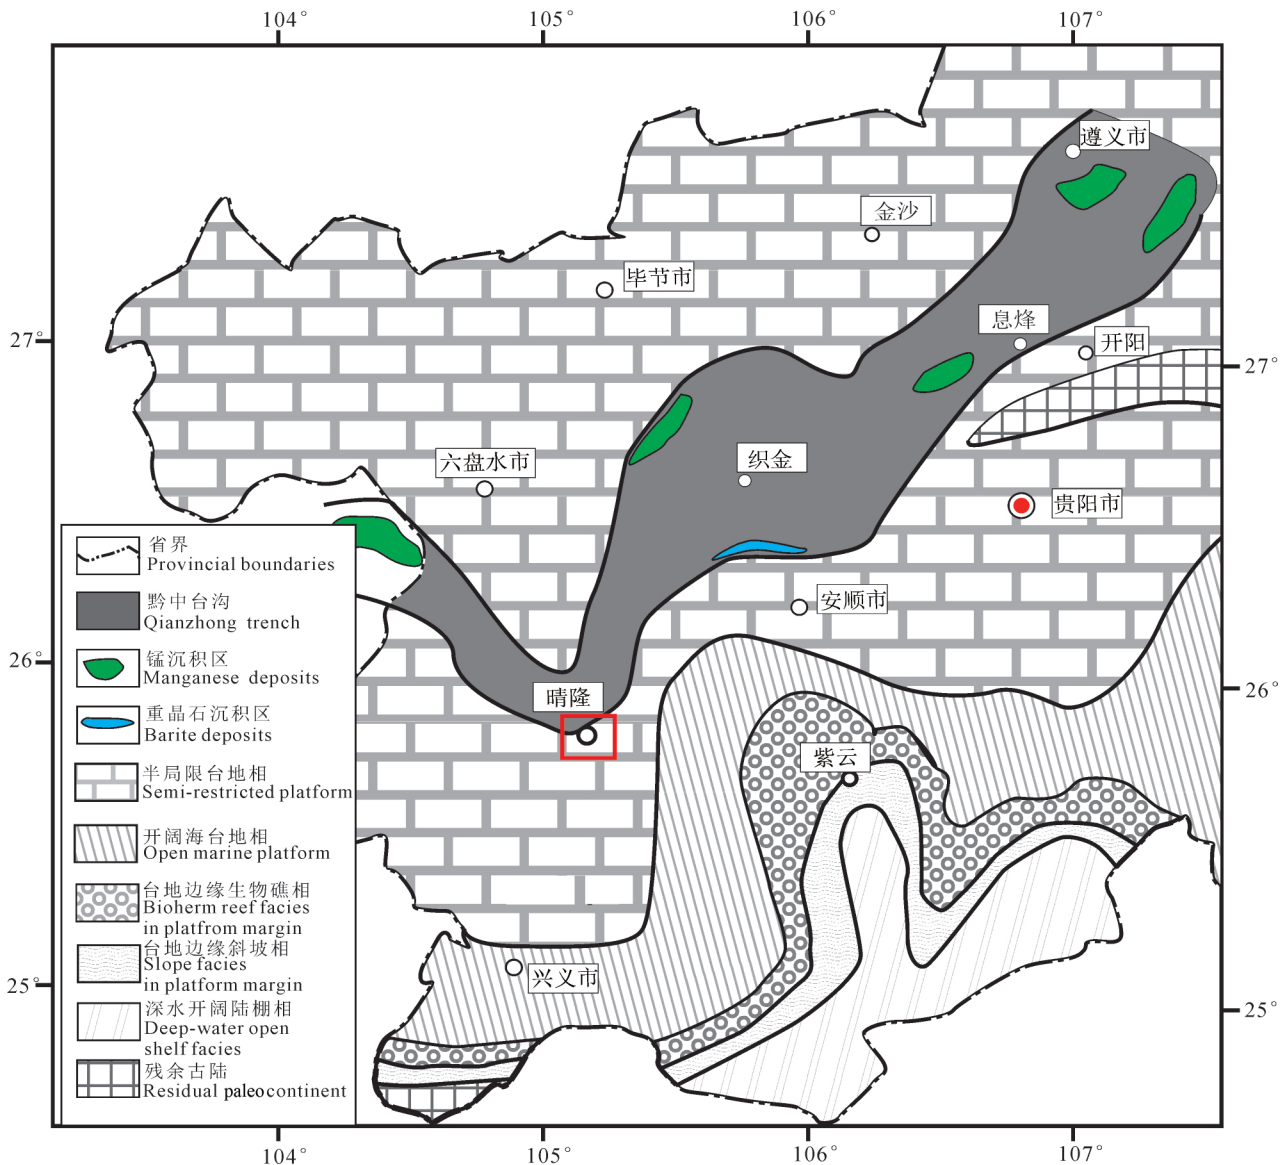 104°
105°
106°
107°
遵义市
金沙
毕节市
息烽
开阳
27°
27°
六盘水市
织金
贵阳市
安顺市
26°
26°
晴隆
紫云
兴义市
25°
25°
省界
Provincial boundaries
黔中台沟
Qianzhong trench
锰沉积区
Manganese deposits
重晶石沉积区
Barite deposits
半局限台地相
Semi-restricted platform
开阔海台地相
Open marine platform
台地边缘生物礁相
Bioherm reef facies
in platfrom margin
台地边缘斜坡相
Slope facies
in platform margin
深水开阔陆棚相
Deep-water open
shelf facies
残余古陆
Residual paleocontinent
104°
105°
106°
107°